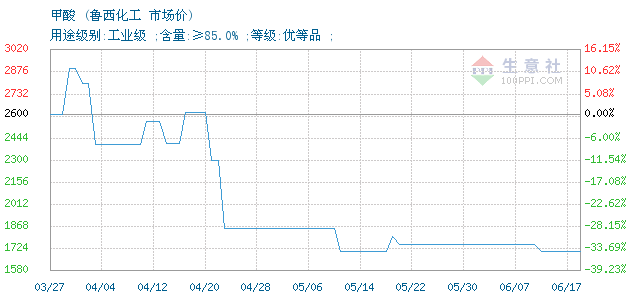 甲酸 (鲁西化工 市场价)
用途级别:工业级 ;含量:≥85.0% ;等级:优等品 ;
3020 16.15%
2876 10.62%
2732 5.08%
2600 0.00%
2444 -6.00%
2300 -11.54%
2156 -17.08%
2012 -22.62%
1868 -28.15%
1724 -33.69%
1580 -39.23%
生意社
100PPI.COM
03/27 04/04 04/12 04/20 04/28 05/06 05/14 05/22 05/30 06/07 06/17